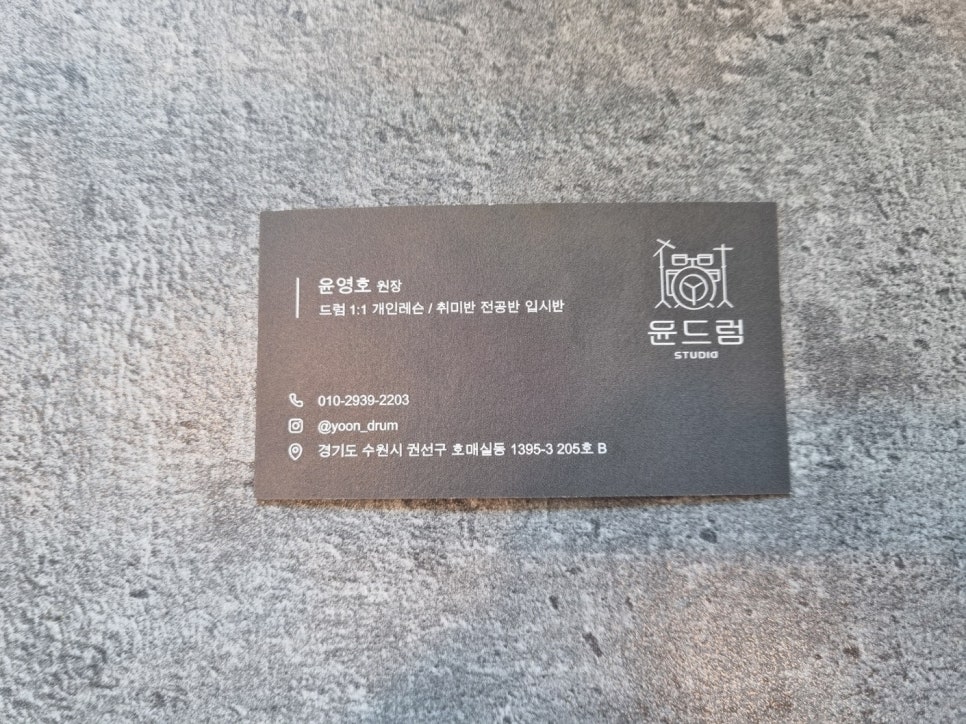 윤영호 원장
드럼 1:1 개인레슨 / 취미반 전공반 입시반
윤드럼
STUDIO
010-2939-2203
@yoon_drum
경기도 수원시 권선구 호매실동 1395-3 205호 B